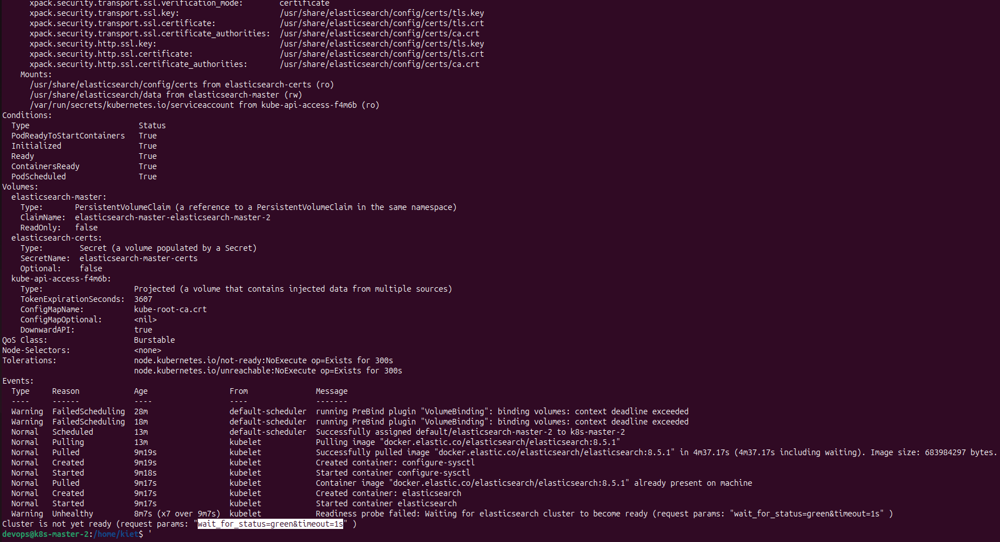 xpack.security.transport.ssl.verification_mode: certificate
xpack.security.transport.ssl.key: /usr/share/elasticsearch/config/certs/tls.key
xpack.security.transport.ssl.certificate: /usr/share/elasticsearch/config/certs/tls.crt
xpack.security.transport.ssl.certificate_authorities: /usr/share/elasticsearch/config/certs/ca.crt
xpack.security.http.ssl.key: /usr/share/elasticsearch/config/certs/tls.key
xpack.security.http.ssl.certificate: /usr/share/elasticsearch/config/certs/tls.crt
xpack.security.http.ssl.certificate_authorities: /usr/share/elasticsearch/config/certs/ca.crt
Mounts:
/usr/share/elasticsearch/config/certs from elasticsearch-certs (ro)
/usr/share/elasticsearch/data from elasticsearch-master (rw)
/var/run/secrets/kubernetes.io/serviceaccount from kube-api-access-f4m6b (ro)
Conditions:
Type Status
PodReadyToStartContainers True
Initialized True
Ready True
ContainersReady True
PodScheduled True
Volumes:
elasticsearch-master:
Type: PersistentVolumeClaim (a reference to a PersistentVolumeClaim in the same namespace)
ClaimName: elasticsearch-master-elasticsearch-master-2
ReadOnly: false
elasticsearch-certs:
Type: Secret (a volume populated by a Secret)
SecretName: elasticsearch-master-certs
Optional: false
kube-api-access-f4m6b:
Type: Projected (a volume that contains injected data from multiple sources)
TokenExpirationSeconds: 3607
ConfigMapName: kube-root-ca.crt
ConfigMapOptional: <nil>
DownwardAPI: true
QoS Class: Burstable
Node-Selectors: <none>
Tolerations: node.kubernetes.io/not-ready:NoExecute op=Exists for 300s
node.kubernetes.io/unreachable:NoExecute op=Exists for 300s
Events:
Type Reason Age From Message
---- ------ ---- ---- -------
Warning FailedScheduling 28m default-scheduler running PreBind plugin "VolumeBinding": binding volumes: context deadline exceeded
Warning FailedScheduling 18m default-scheduler running PreBind plugin "VolumeBinding": binding volumes: context deadline exceeded
Normal Scheduled 13m default-scheduler Successfully assigned default/elasticsearch-master-2 to k8s-master-2
Normal Pulling 13m kubelet Pulling image "docker.elastic.co/elasticsearch/elasticsearch:8.5.1"
Normal Pulled 9m19s kubelet Successfully pulled image "docker.elastic.co/elasticsearch/elasticsearch:8.5.1" in 4m37.17s (4m37.17s including waiting). Image size: 683984297 bytes.
Normal Created 9m19s kubelet Created container: configure-sysctl
Normal Started 9m18s kubelet Started container configure-sysctl
Normal Pulled 9m17s kubelet Container image "docker.elastic.co/elasticsearch/elasticsearch:8.5.1" already present on machine
Normal Created 9m17s kubelet Created container: elasticsearch
Normal Started 9m17s kubelet Started container elasticsearch
Warning Unhealthy 8m7s (x7 over 9m7s) kubelet Readiness probe failed: Waiting for elasticsearch cluster to become ready (request params: "wait_for_status=green&timeout=1s" )
Cluster is not yet ready (request params: "wait_for_status=green&timeout=1s" )
devops@k8s-master-2:/home/kiet$ '